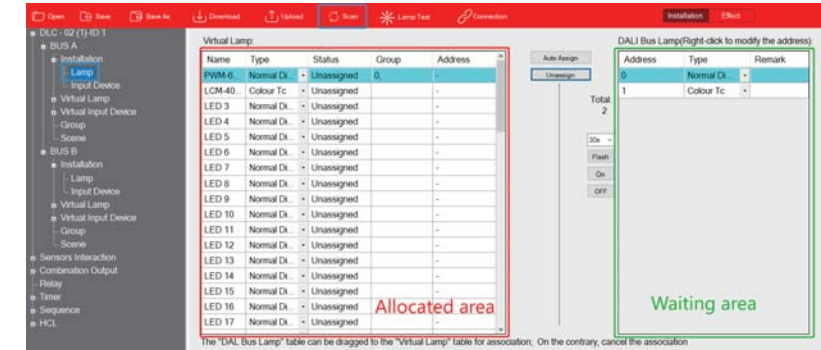 Open Save Save As Download Upload Scan Lamp Test Connection Installation Effect
DLC - 02 (1)-ID:1
BUS A
Installation
Lamp
Input Device
Virtual Lamp
Virtual Input Device
Group
Scene
BUS B
Installation
Lamp
Input Device
Virtual Lamp
Virtual Input Device
Group
Scene
Sensors Interaction
Combination Output
Relay
Timer
Sequence
HCL
Virtual Lamp:
Name Type Status Group Address
PWM-6... Normal Di... Unassigned 0, -
LCM-40... Colour Tc Unassigned -
LED 3 Normal Di... Unassigned -
LED 4 Normal Di... Unassigned -
LED 5 Normal Di... Unassigned -
LED 6 Normal Di... Unassigned -
LED 7 Normal Di... Unassigned -
LED 8 Normal Di... Unassigned -
LED 9 Normal Di... Unassigned -
LED 10 Normal Di... Unassigned -
LED 11 Normal Di... Unassigned -
LED 12 Normal Di... Unassigned -
LED 13 Normal Di... Unassigned -
LED 14 Normal Di... Unassigned -
LED 15 Normal Di... Unassigned -
LED 16 Normal Di... Unassigned -
LED 17 Normal Di... Unassigned -
Allocated area
Auto Assign
Unassign
Total:
2
30s
Flash
On
OFF
DALI Bus Lamp(Right-click to modify the address)
Address Type Remark
0 Normal Di...
1 Colour Tc
Waiting area
The "DAL Bus Lamp" table can be dragged to the "Virtual Lamp" table for association; On the contrary, cancel the association